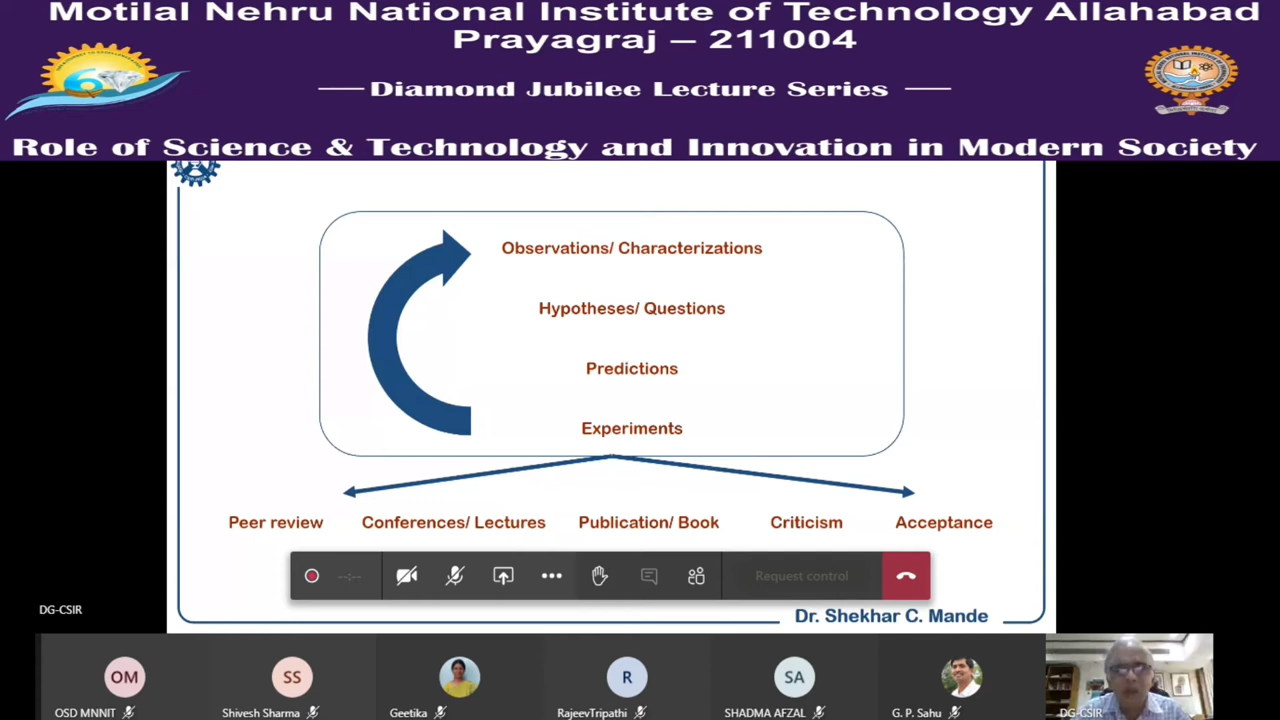 Motilal Nehru National Institute of Technology Allahabad
Prayagraj – 211004
Diamond Jubilee Lecture Series
Role of Science & Technology and Innovation in Modern Society
Observations/ Characterizations
Hypotheses/ Questions
Predictions
Experiments
Peer review Conferences/ Lectures Publication/ Book Criticism Acceptance
--:-- Request control
DG-CSIR
Dr. Shekhar C. Mande
OM SS R SA
OSD MNNIT Shivesh Sharma Geetika RajeevTripathi SHADMA AFZAL G. P. Sahu DG-CSIR